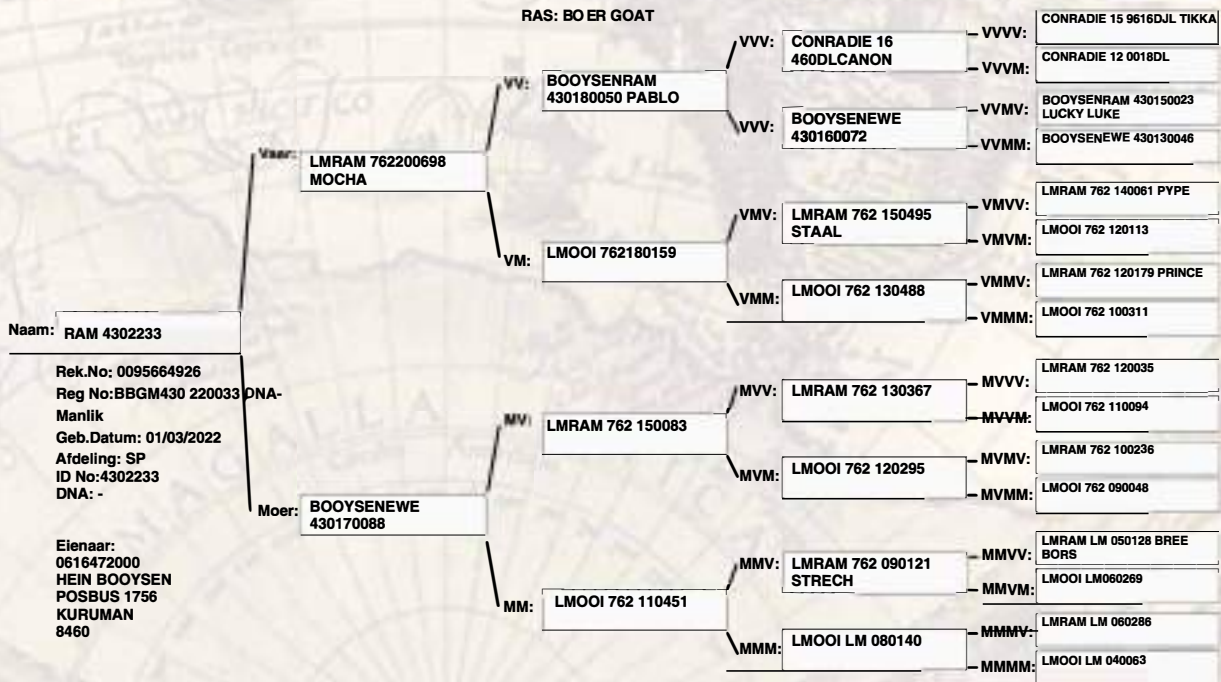 RAS: BO ER GOAT
Naam: RAM 4302233
Rek.No: 0095664926
Reg No:BBGM430 220033 DNA-
Manlik
Geb.Datum: 01/03/2022
Afdeling: SP
ID No:4302233
DNA: -
Eienaar:
0616472000
HEIN BOOYSEN
POSBUS 1756
KURUMAN
8460
Vaar: LMRAM 762200698
MOCHA
Moer: BOOYSENEWE
430170088
VV: BOOYSENRAM
430180050 PABLO
VM: LMOOI 762180159
MV: LMRAM 762 150083
MM: LMOOI 762 110451
VVV: CONRADIE 16
460DLCANON
VVV: BOOYSENEWE
430160072
VMV: LMRAM 762 150495
STAAL
VMM: LMOOI 762 130488
MVV: LMRAM 762 130367
MVM: LMOOI 762 120295
MMV: LMRAM 762 090121
STRECH
MMM: LMOOI LM 080140
VVVV: CONRADIE 15 9616DJL TIKKA
VVVM: CONRADIE 12 0018DL
VVMV: BOOYSENRAM 430150023
LUCKY LUKE
VVMM: BOOYSENEWE 430130046
VMVV: LMRAM 762 140061 PYPE
VMVM: LMOOI 762 120113
VMMV: LMRAM 762 120179 PRINCE
VMMM: LMOOI 762 100311
MVVV: LMRAM 762 120035
MVVM: LMOOI 762 110094
MVMV: LMRAM 762 100236
MVMM: LMOOI 762 090048
MMVV: LMRAM LM 050128 BREE
BORS
MMVM: LMOOI LM060269
MMMV: LMRAM LM 060286
MMMM: LMOOI LM 040063